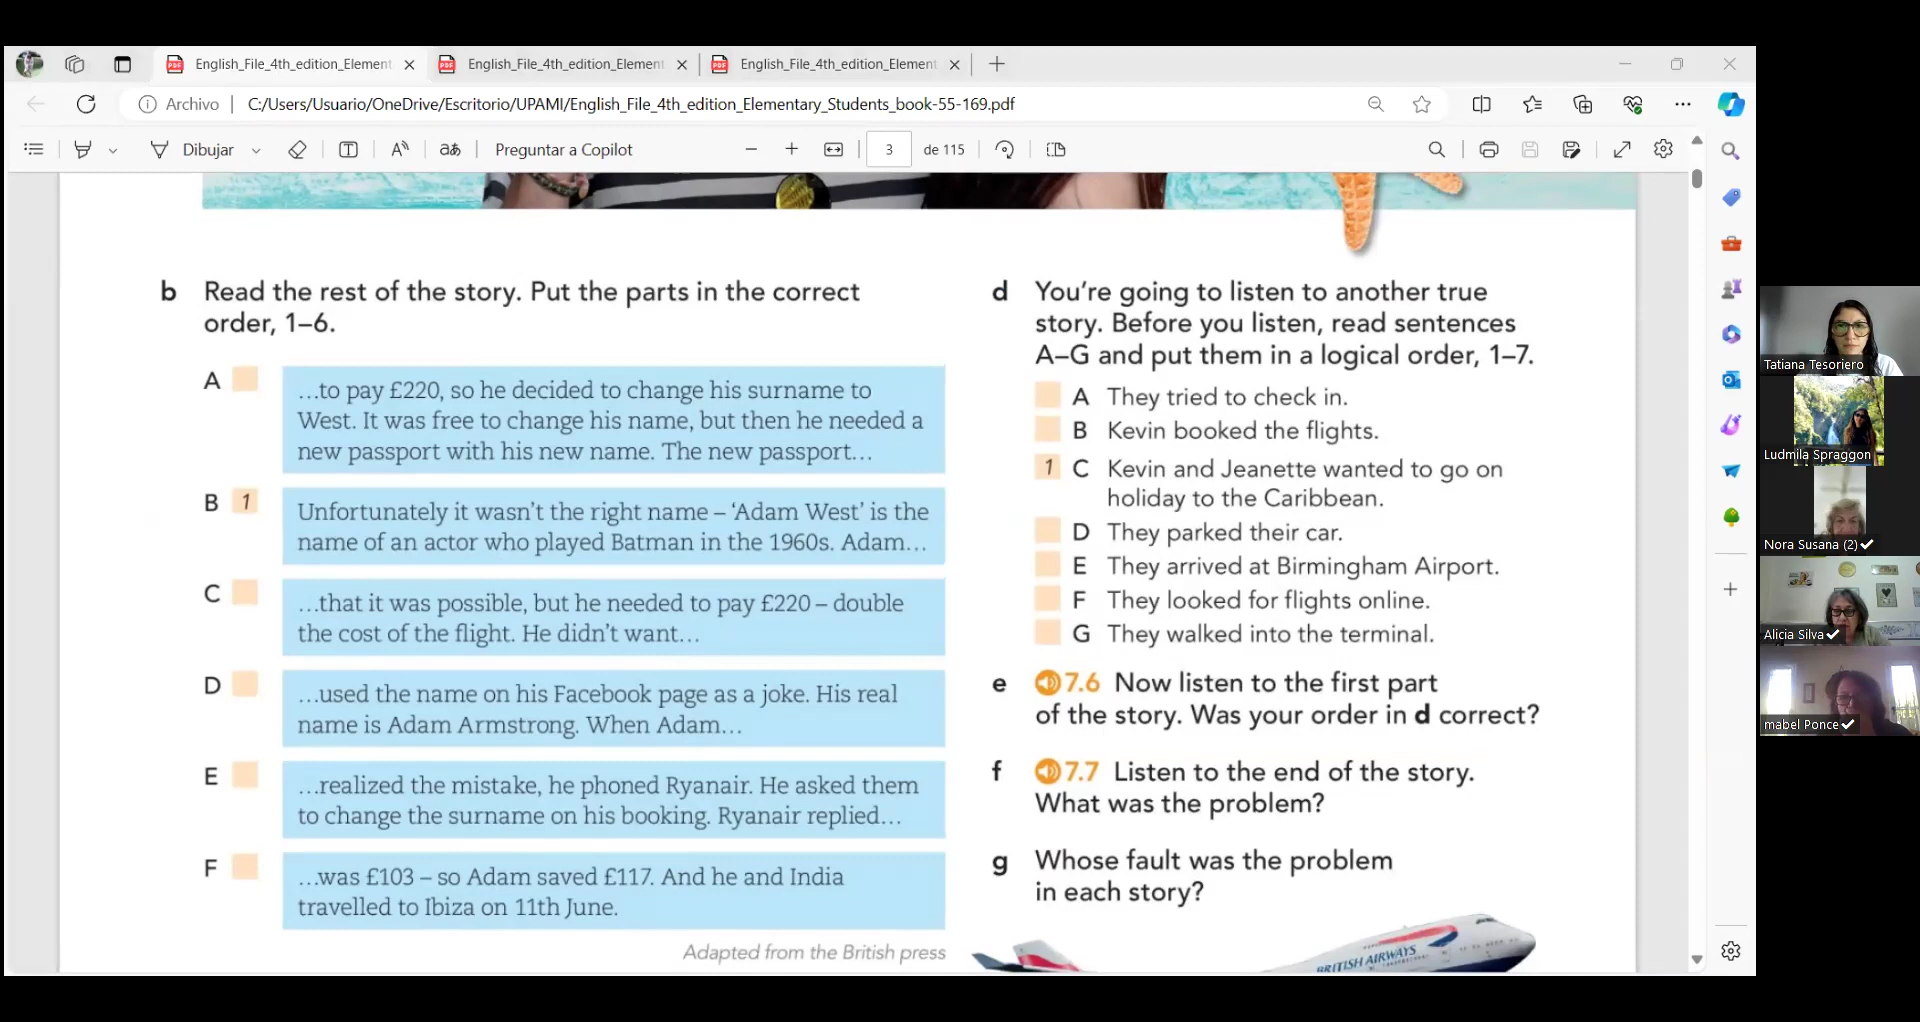 English_File_4th_edition_Element
English_File_4th_edition_Element
English_File_4th_edition_Element
Archivo
C:/Users/Usuario/OneDrive/Escritorio/UPAMI/English_File_4th_edition_Elementary_Students_book-55-169.pdf
Dibujar
Preguntar a Copilot
3
de 115
b Read the rest of the story. Put the parts in the correct
order, 1–6.
A
…to pay £220, so he decided to change his surname to
West. It was free to change his name, but then he needed a
new passport with his new name. The new passport…
B 1
Unfortunately it wasn't the right name – 'Adam West' is the
name of an actor who played Batman in the 1960s. Adam…
C
…that it was possible, but he needed to pay £220 – double
the cost of the flight. He didn't want…
D
…used the name on his Facebook page as a joke. His real
name is Adam Armstrong. When Adam…
E
…realized the mistake, he phoned Ryanair. He asked them
to change the surname on his booking. Ryanair replied…
F
…was £103 – so Adam saved £117. And he and India
travelled to Ibiza on 11th June.
Adapted from the British press
d You're going to listen to another true
story. Before you listen, read sentences
A–G and put them in a logical order, 1–7.
A They tried to check in.
B Kevin booked the flights.
1 C Kevin and Jeanette wanted to go on
holiday to the Caribbean.
D They parked their car.
E They arrived at Birmingham Airport.
F They looked for flights online.
G They walked into the terminal.
e 7.6 Now listen to the first part
of the story. Was your order in d correct?
f 7.7 Listen to the end of the story.
What was the problem?
g Whose fault was the problem
in each story?
BRITISH AIRWAYS
Tatiana Tesoriero
Ludmila Spraggon
Nora Susana (2)
Alicia Silva
mabel Ponce